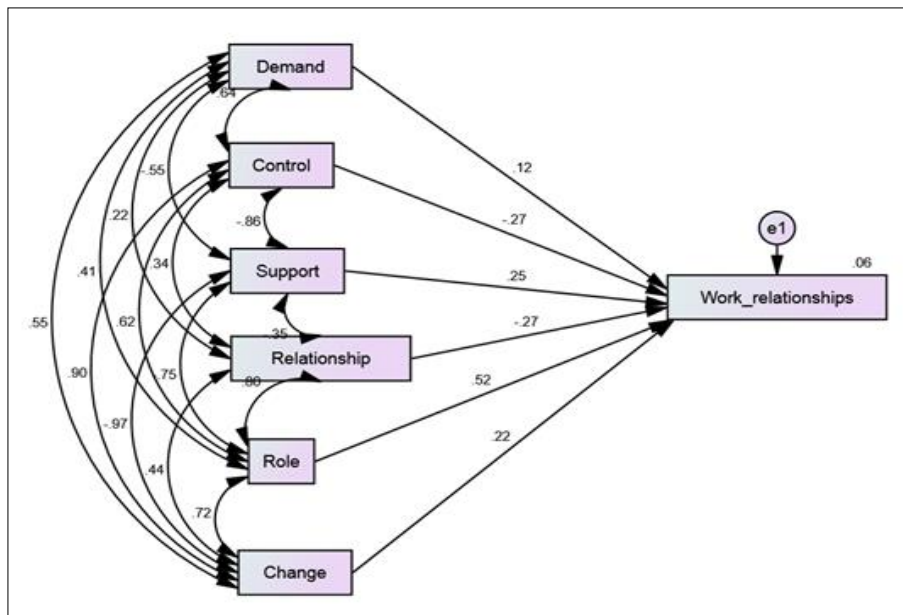 Demand
.64
Control
-.55
.12
-.27
.22
-.86
e1
.06
.34
Support
.25
Work_relationships
.41
.55
.62
-.35
Relationship
-.27
.90
.75
.80
.52
-.97
.44
Role
.22
.72
Change